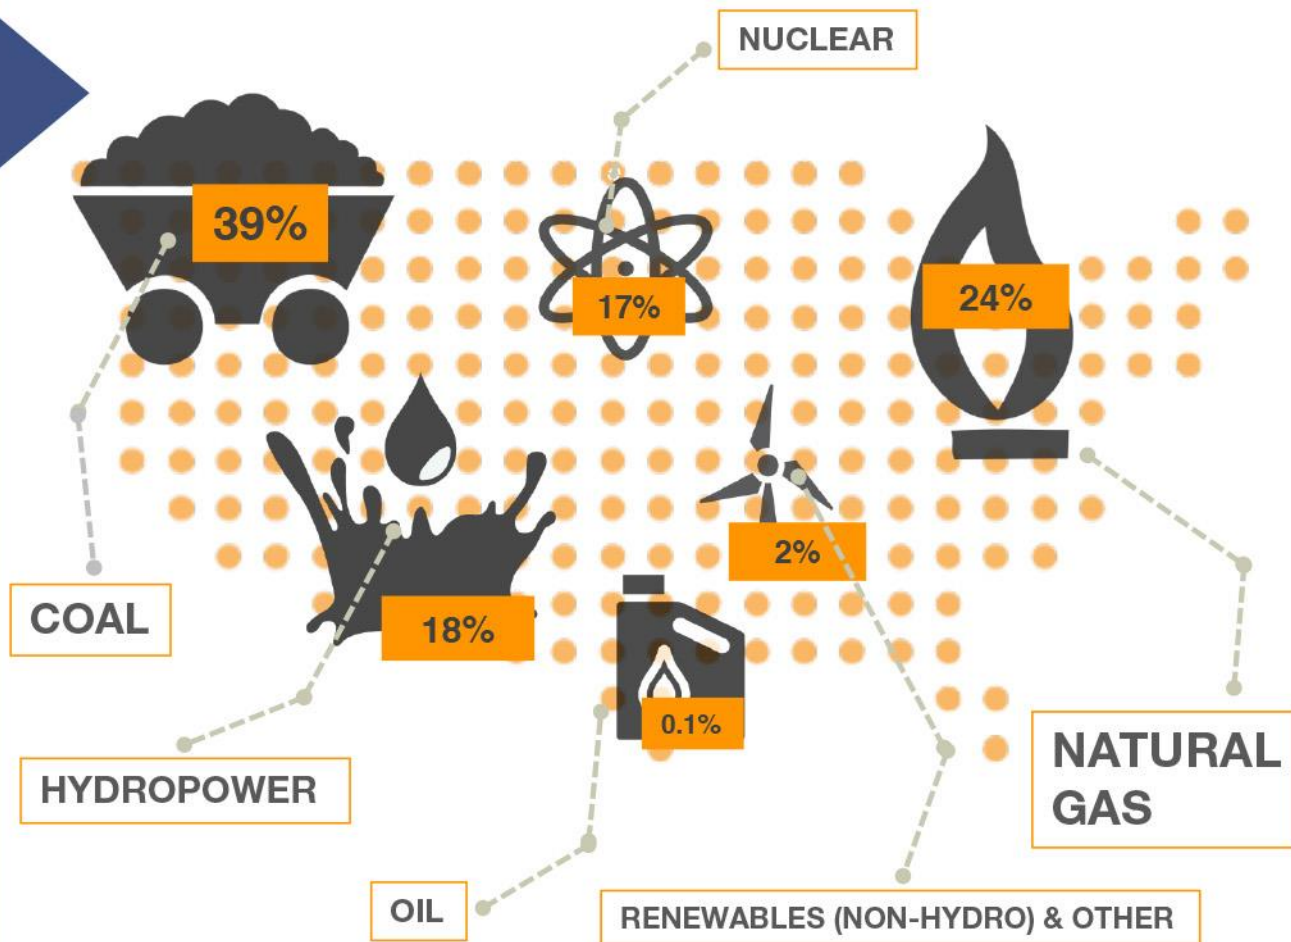 NUCLEAR
39%
17%
24%
2%
COAL
18%
0.1%
HYDROPOWER
NATURAL
GAS
OIL
RENEWABLES (NON-HYDRO) & OTHER